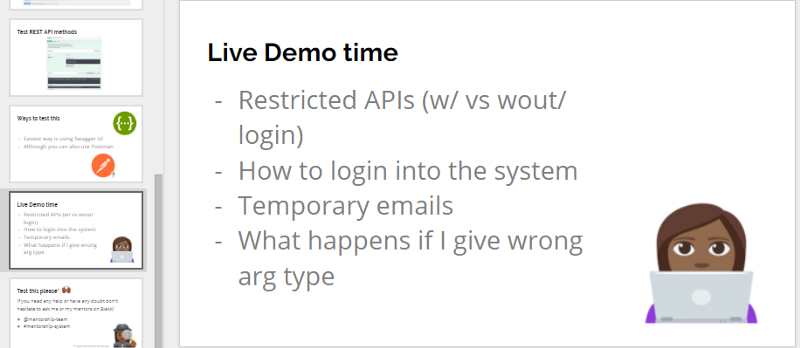 Test REST API methods
Ways to test this
- Easiest way is using Swagger UI
- Although you can also use Postman
Live Demo time
- Restricted APIs (w/ vs wout/
login)
- How to login into the system
- Temporary emails
- What happens if I give wrong
arg type
Test this please!
If you need any help or have any doubt don't
hesitate to ask me or my mentors on Slack!
@mentorship-team
#mentorship-system
Live Demo time
- Restricted APIs (w/ vs wout/
login)
- How to login into the system
- Temporary emails
- What happens if I give wrong
arg type